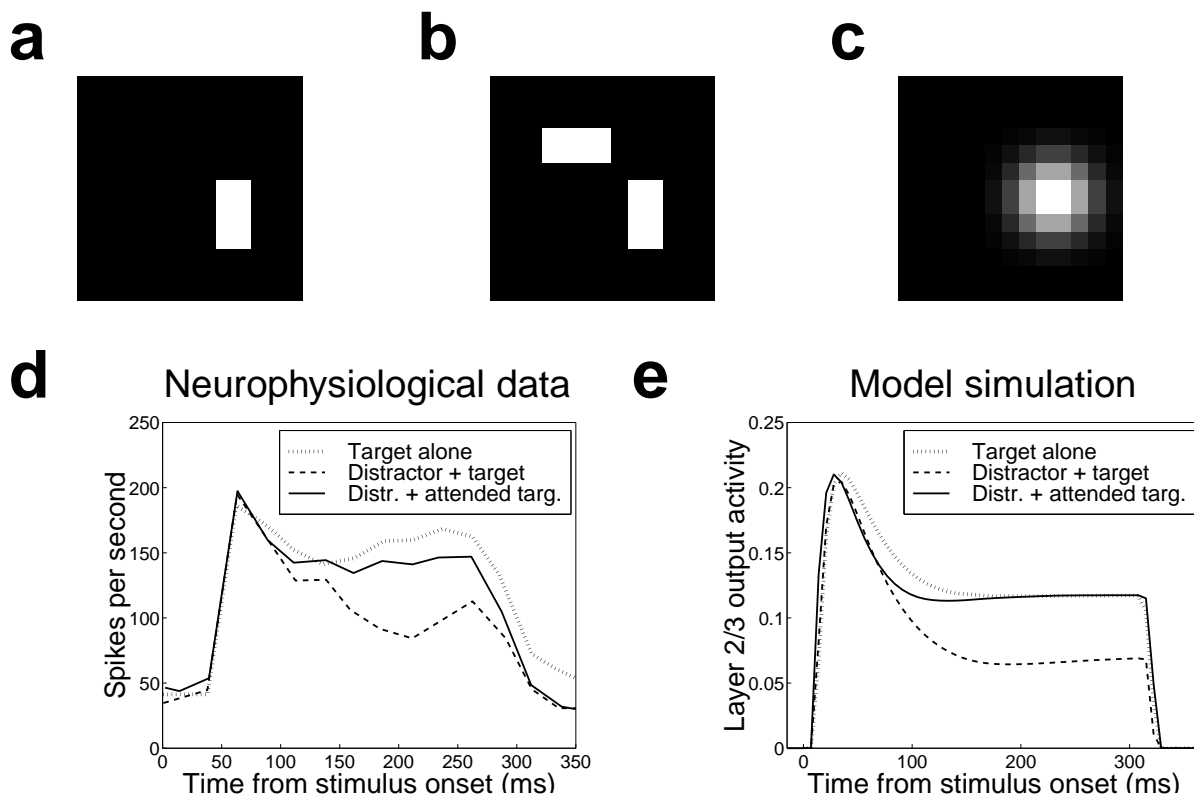 a
b
c
d
Neurophysiological data
Spikes per second
250
200
150
100
50
0
Target alone
Distractor + target
Distr. + attended targ.
0 50 100 150 200 250 300 350
Time from stimulus onset (ms)
e
Model simulation
Layer 2/3 output activity
0.25
0.2
0.15
0.1
0.05
0
Target alone
Distractor + target
Distr. + attended targ.
0 100 200 300
Time from stimulus onset (ms)